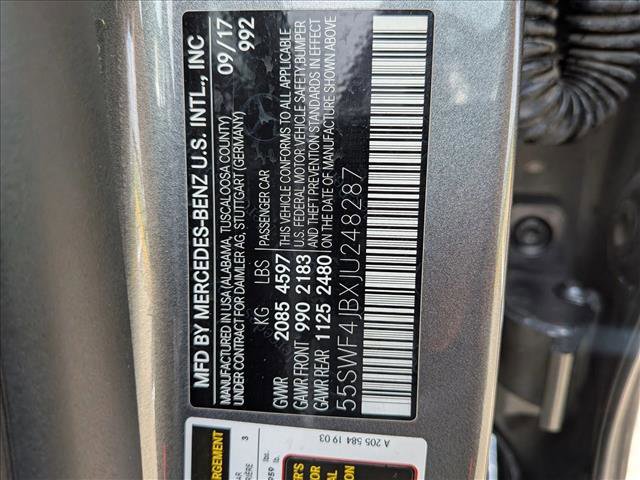 MFD BY MERCEDES-BENZ U.S. INTL., INC
MANUFACTURED IN USA (ALABAMA, TUSCALOOSA COUNTY) 09/17
CONTRACTED FOR DAIMLER AG, STUTTGART (GERMANY) 992
KG LBS PASSENGER CAR
GVWR 2085 4597 THIS VEHICLE CONFORMS TO ALL APPLICABLE
GAWR FRONT 990 2183 U.S. FEDERAL MOTOR VEHICLE SAFETY, BUMPER
GAWR REAR 1125 2480 AND THEFT PREVENTION STANDARDS IN EFFECT
ON THE DATE OF MANUFACTURE SHOWN ABOVE
55SWF4JBXJU248287
A 205 584 19 03
3